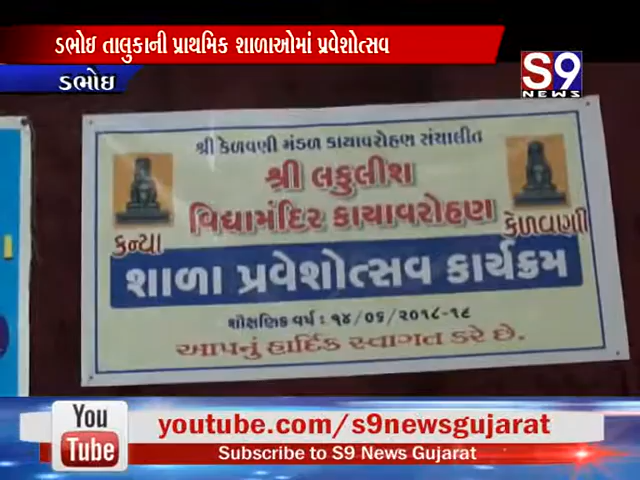 ડભોઇ તાલુકાની પ્રાથમિક શાળાઓમાં પ્રવેશોત્સવ
ડભોઇ
S9
NEWS
શ્રી કેળવણી મંડળ કાયાવરોહણ સંચાલીત
શ્રી લકુલીશ
વિદ્યામંદિર કાયાવરોહણ
કન્યા
કેળવાણી
શાળા પ્રવેશોત્સવ કાર્યક્રમ
શૌક્ષણિક વર્ષ : ૧૪/૦૬/૨૦૧૮-૧૯
આપનું હાર્દિક સ્વાગત કરે છે.
You
Tube
youtube.com/s9newsgujarat
Subscribe to S9 News Gujarat